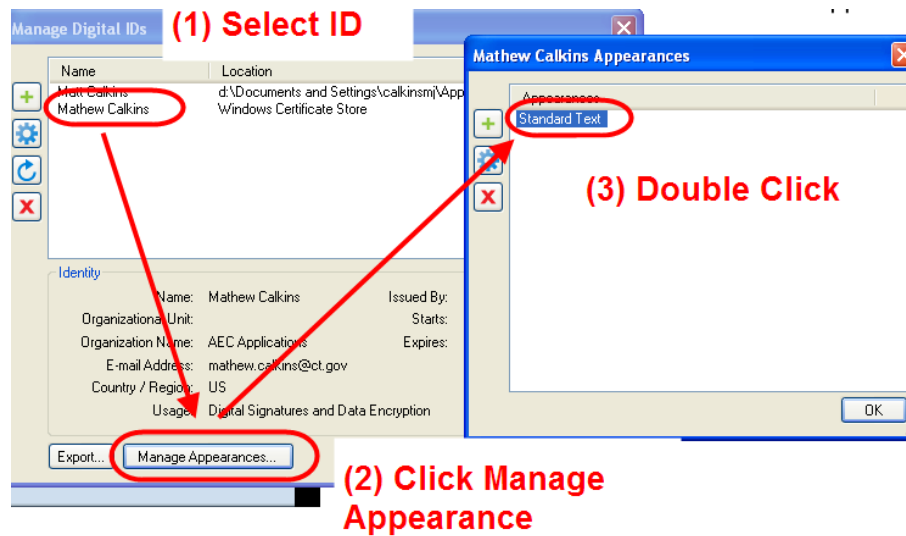 Manage Digital IDs
(1) Select ID
Name Location
Matt Calkins d:\Documents and Settings\calkinsmj\App
Mathew Calkins Windows Certificate Store
Identity
Name: Mathew Calkins Issued By:
Organizational Unit: Starts:
Organization Name: AEC Applications Expires:
E-mail Address: mathew.calkins@ct.gov
Country / Region: US
Usage: Digital Signatures and Data Encryption
Export... Manage Appearances...
(2) Click Manage
Appearance
Mathew Calkins Appearances
Appearances
Standard Text
(3) Double Click
OK